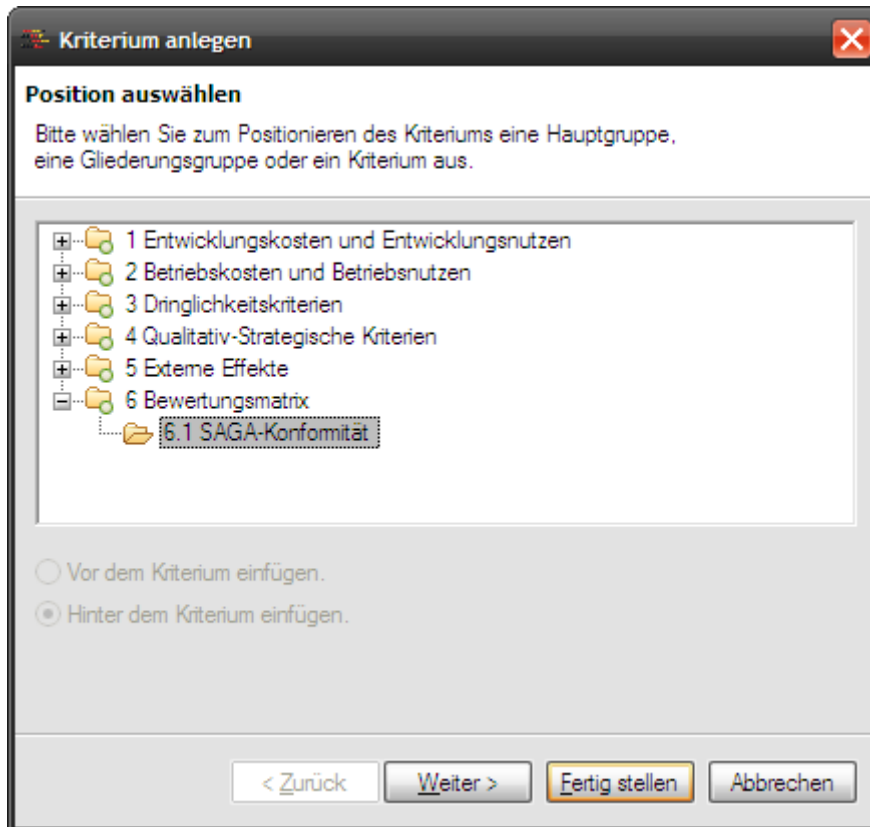 Kriterium anlegen
Position auswählen
Bitte wählen Sie zum Positionieren des Kriteriums eine Hauptgruppe,
eine Gliederungsgruppe oder ein Kriterium aus.
1 Entwicklungskosten und Entwicklungsnutzen
2 Betriebskosten und Betriebsnutzen
3 Dringlichkeitskriterien
4 Qualitativ-Strategische Kriterien
5 Externe Effekte
6 Bewertungsmatrix
6.1 SAGA-Konformität
Vor dem Kriterium einfügen.
Hinter dem Kriterium einfügen.
< Zurück Weiter > Fertig stellen Abbrechen